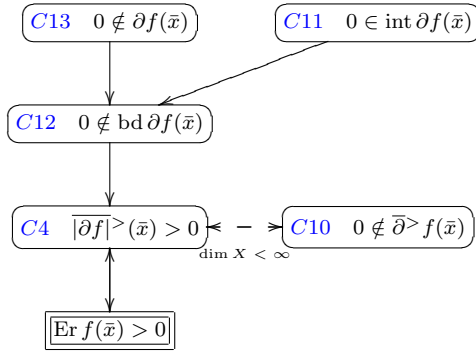 C13 0 ∉ ∂f(x̄)
C11 0 ∈ int ∂f(x̄)
C12 0 ∉ bd ∂f(x̄)
C4 \overline{|∂f|}^{>}(x̄) > 0
dim X < ∞
C10 0 ∉ \overline{∂}^{>} f(x̄)
Er f(x̄) > 0